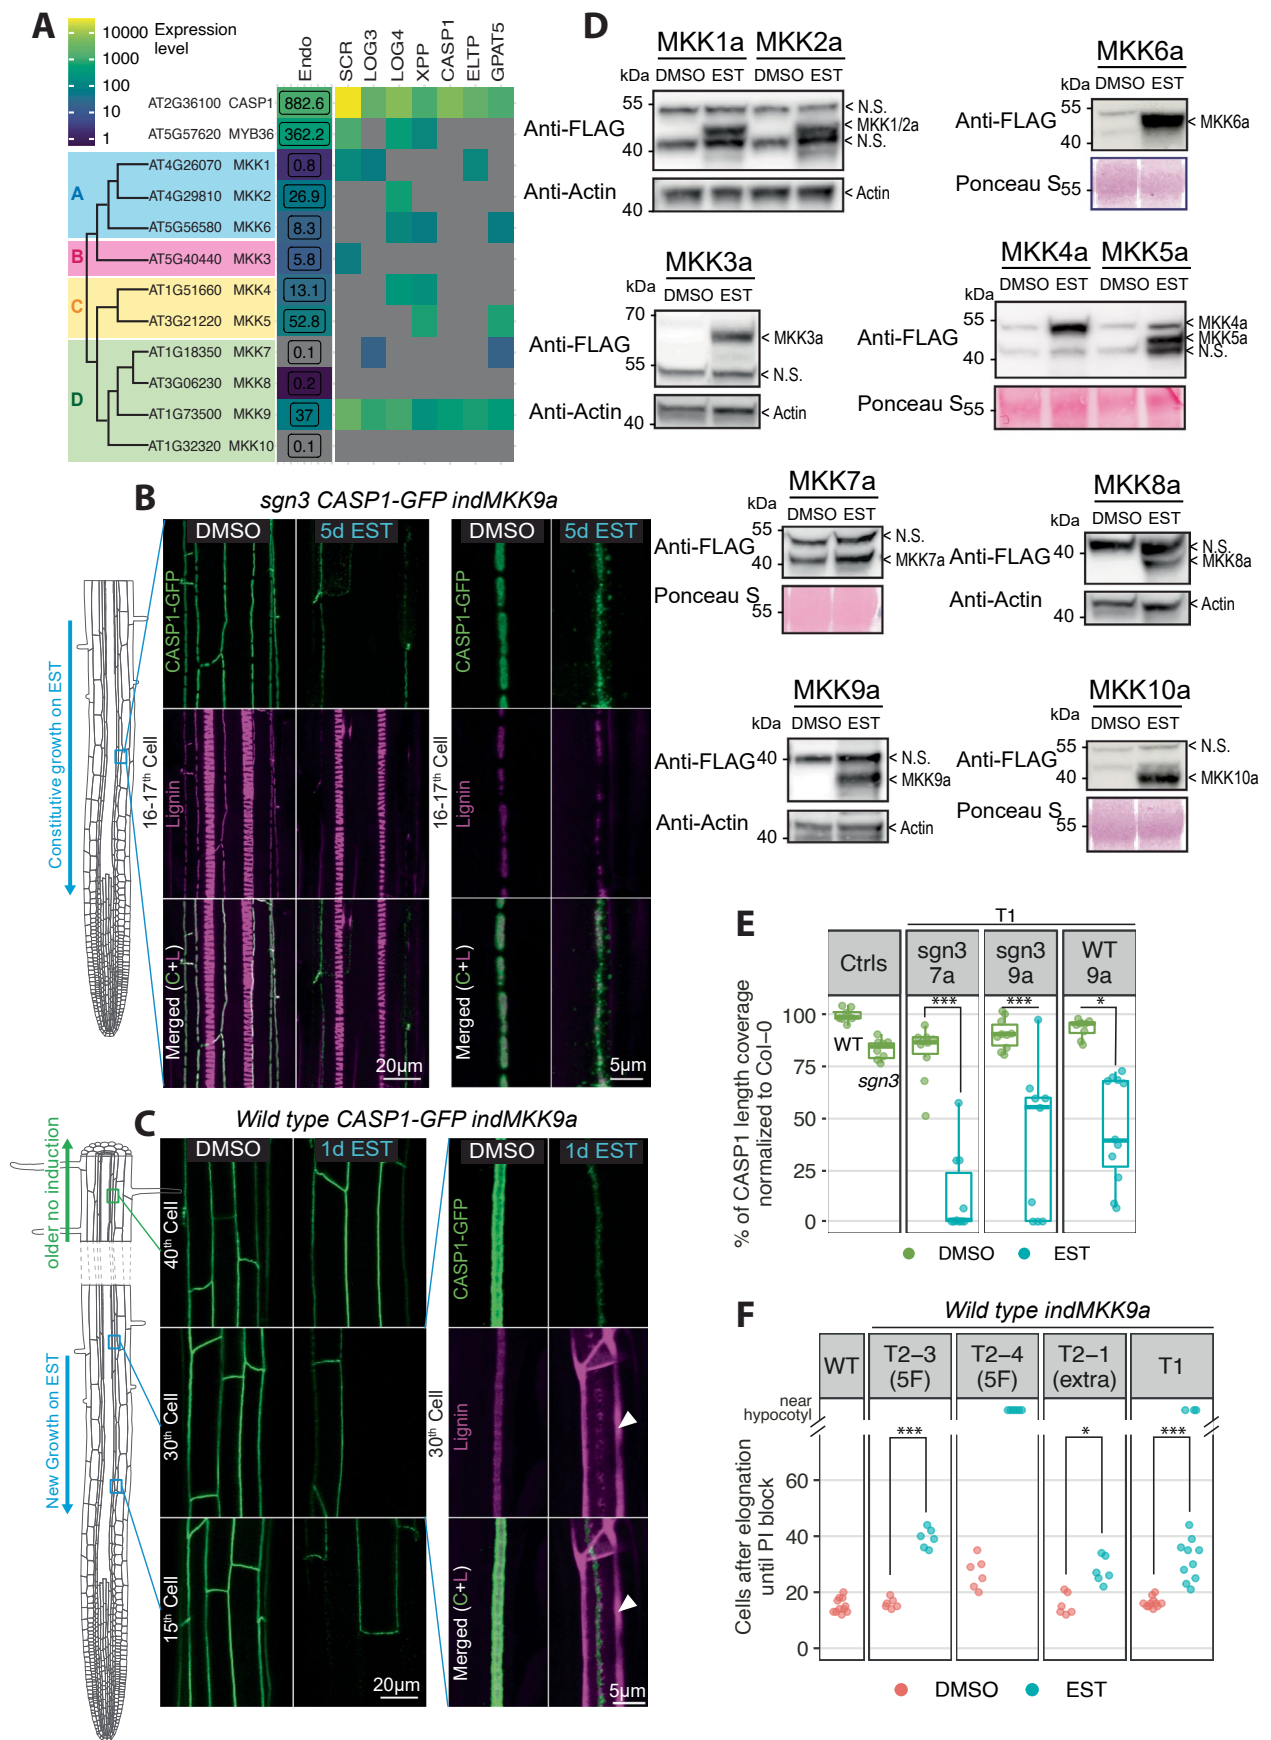 A
10000
1000
100
10
1
Expression
level
Endo
SCR
LOG3
LOG4
XPP
CASP1
ELTP
GPAT5
AT2G36100 CASP1 882.6
AT5G57620 MYB36 362.2
A
AT4G26070 MKK1 0.8
AT4G29810 MKK2 26.9
AT5G56580 MKK6 8.3
B
AT5G40440 MKK3 5.8
C
AT1G51660 MKK4 13.1
AT3G21220 MKK5 52.8
D
AT1G18350 MKK7 0.1
AT3G06230 MKK8 0.2
AT1G73500 MKK9 37
AT1G32320 MKK10 0.1
B
sgn3 CASP1-GFP indMKK9a
DMSO 5d EST DMSO 5d EST
Constitutive growth on EST
16-17th Cell
CASP1-GFP
Lignin
Merged (C+L)
20µm
16-17th Cell
CASP1-GFP
Lignin
Merged (C+L)
5µm
C
Wild type CASP1-GFP indMKK9a
DMSO 1d EST DMSO 1d EST
older no induction
New Growth on EST
40th Cell
30th Cell
15th Cell
20µm
30th Cell
CASP1-GFP
Lignin
Merged (C+L)
5µm
D
MKK1a MKK2a
kDa DMSO EST DMSO EST
Anti-FLAG
55
40
< N.S.
< MKK1/2a
< N.S.
Anti-Actin
40
< Actin
MKK6a
kDa DMSO EST
Anti-FLAG
55
40
< MKK6a
Ponceau S
55
MKK3a
kDa DMSO EST
70
Anti-FLAG
55
< MKK3a
< N.S.
Anti-Actin
40
< Actin
MKK4a MKK5a
kDa DMSO EST DMSO EST
Anti-FLAG
55
40
< MKK4a
< MKK5a
< N.S.
Ponceau S
55
MKK7a
kDa DMSO EST
Anti-FLAG
55
40
< N.S.
< MKK7a
Ponceau S
55
MKK8a
kDa DMSO EST
Anti-FLAG
40
< N.S.
< MKK8a
Anti-Actin
40
< Actin
MKK9a
kDa DMSO EST
Anti-FLAG
40
< N.S.
< MKK9a
Anti-Actin
40
< Actin
MKK10a
kDa DMSO EST
Anti-FLAG
55
40
< N.S.
< MKK10a
Ponceau S
55
E
T1
Ctrls
sgn3
7a
sgn3
9a
WT
9a
% of CASP1 length coverage
normalized to Col−0
100
75
50
25
0
WT
sgn3
***
***
*
DMSO EST
F
Wild type indMKK9a
WT
T2−3
(5F)
T2−4
(5F)
T2−1
(extra)
T1
near
hypocotyl
Cells after elognation
until PI block
60
40
20
0
***
*
***
DMSO EST